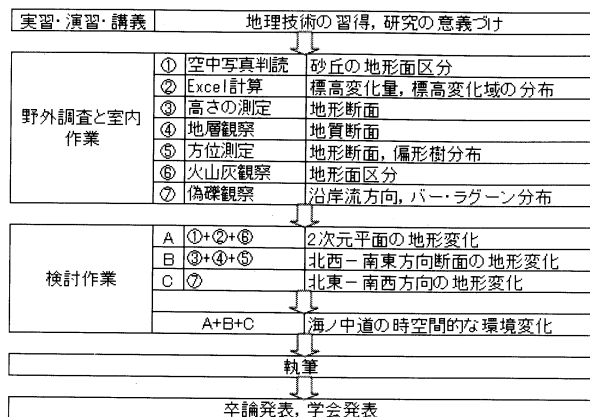 実習・演習・講義 地理技術の習得, 研究の意義づけ
野外調査と室内作業
① 空中写真判読 砂丘の地形面区分
② Excel計算 標高変化量, 標高変化域の分布
③ 高さの測定 地形断面
④ 地層観察 地質断面
⑤ 方位測定 地形断面, 偏形樹分布
⑥ 火山灰観察 地形面区分
⑦ 偽礫観察 沿岸流方向, バー・ラグーン分布
検討作業
A ①+②+⑥ 2次元平面の地形変化
B ③+④+⑤ 北西－南東方向断面の地形変化
C ⑦ 北東－南西方向の地形変化
A+B+C 海ノ中道の時空間的な環境変化
執筆
卒論発表, 学会発表